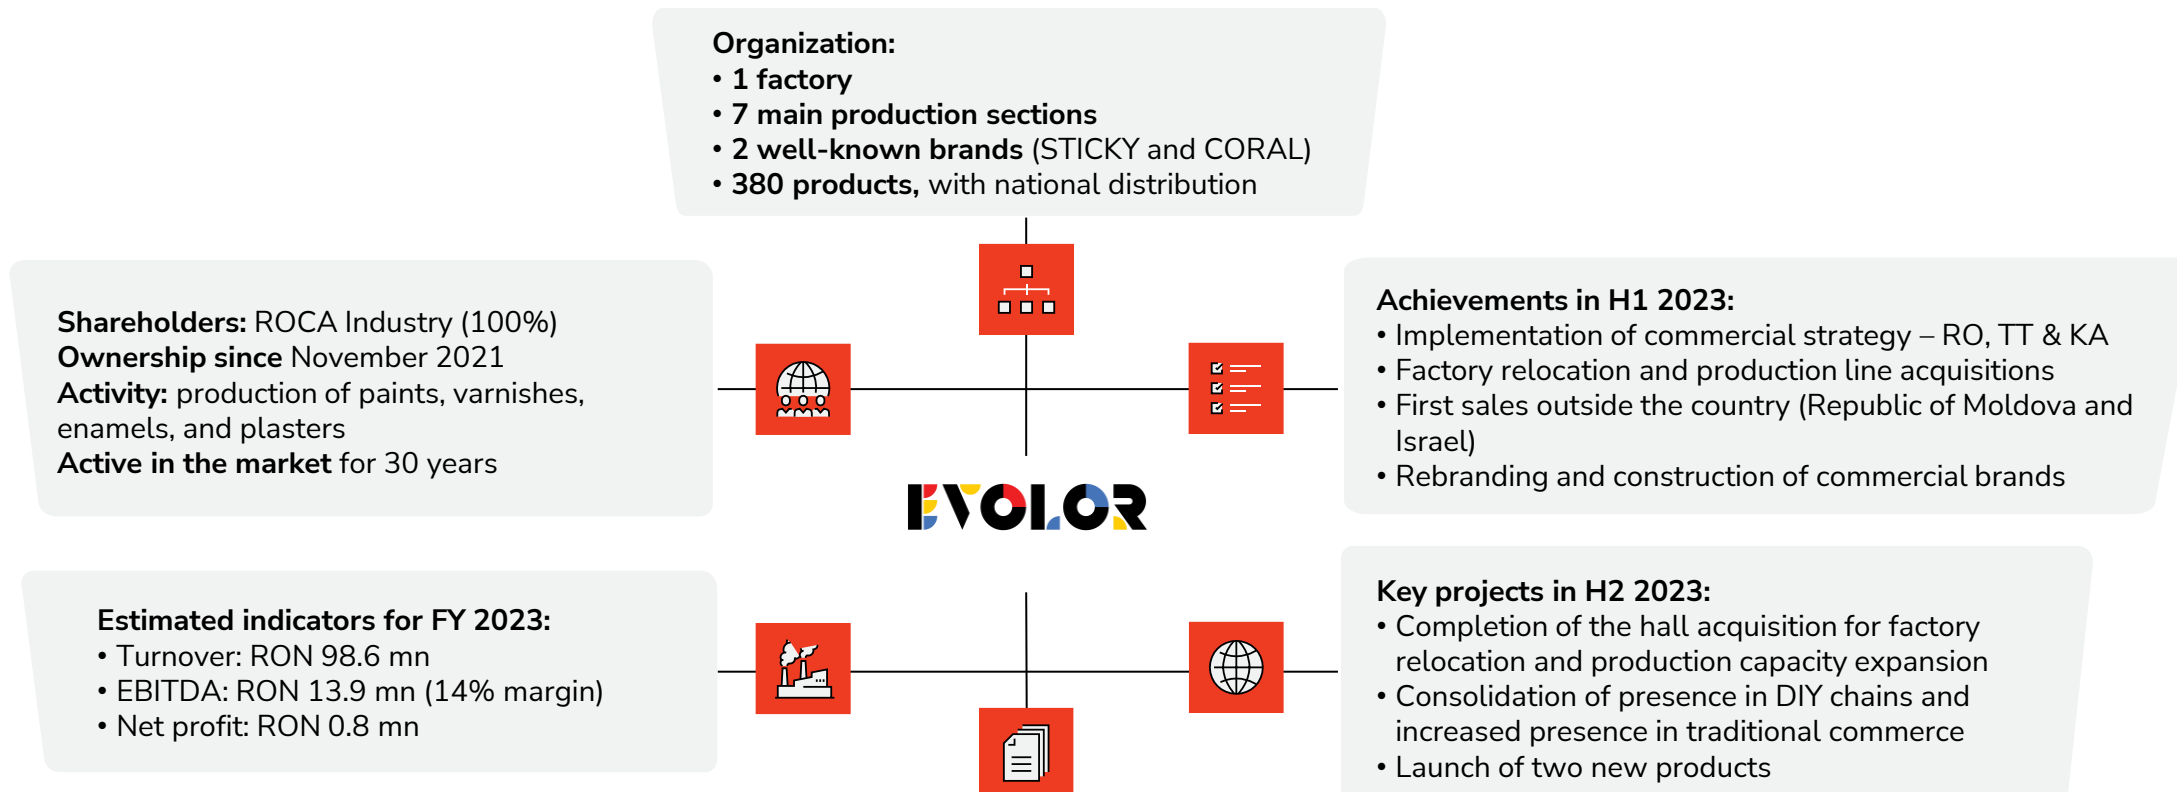 Organization:
• 1 factory
• 7 main production sections
• 2 well-known brands (STICKY and CORAL)
• 380 products, with national distribution
Shareholders: ROCA Industry (100%)
Ownership since November 2021
Activity: production of paints, varnishes,
enamels, and plasters
Active in the market for 30 years
Achievements in H1 2023:
• Implementation of commercial strategy – RO, TT & KA
• Factory relocation and production line acquisitions
• First sales outside the country (Republic of Moldova and
Israel)
• Rebranding and construction of commercial brands
EVOLOR
Estimated indicators for FY 2023:
• Turnover: RON 98.6 mn
• EBITDA: RON 13.9 mn (14% margin)
• Net profit: RON 0.8 mn
Key projects in H2 2023:
• Completion of the hall acquisition for factory
relocation and production capacity expansion
• Consolidation of presence in DIY chains and
increased presence in traditional commerce
• Launch of two new products